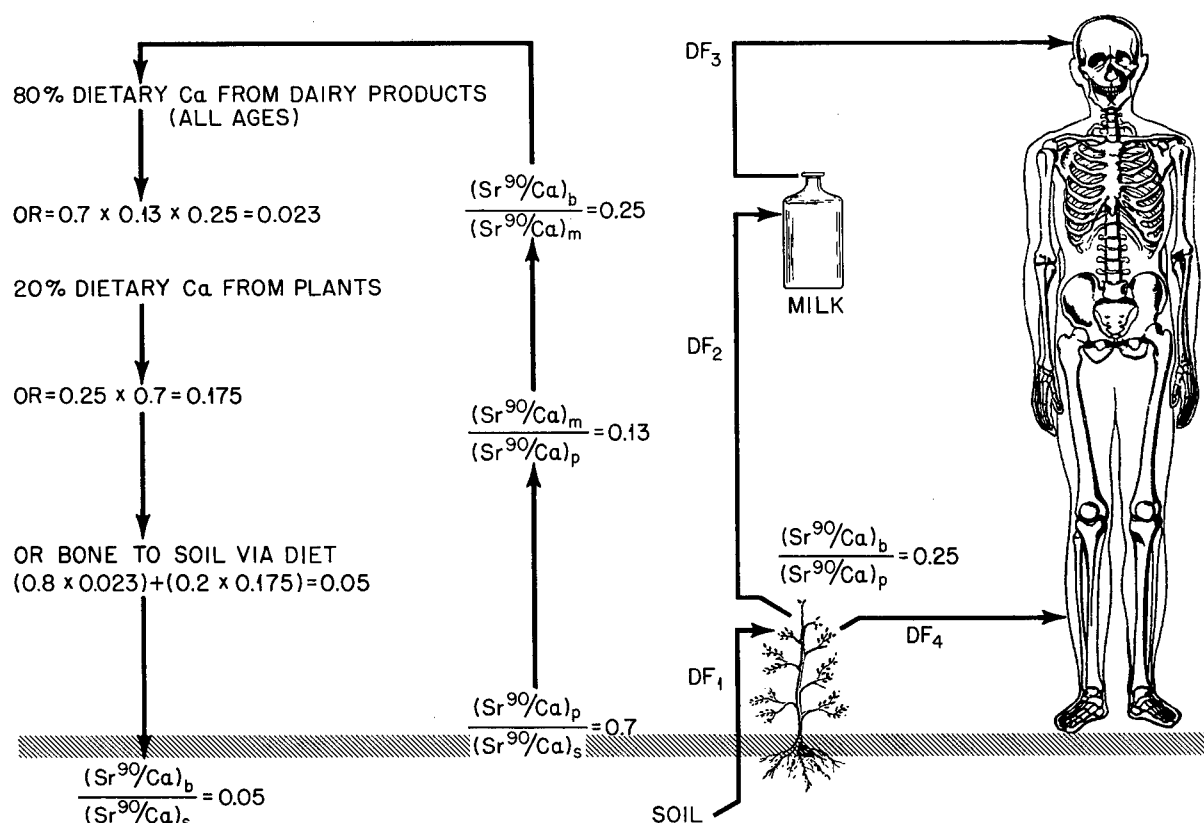 80% DIETARY Ca FROM DAIRY PRODUCTS
(ALL AGES)
OR=0.7 × 0.13 × 0.25=0.023
20% DIETARY Ca FROM PLANTS
OR=0.25 × 0.7=0.175
OR BONE TO SOIL VIA DIET
(0.8 × 0.023)+(0.2 × 0.175)=0.05
(Sr⁹⁰/Ca)b
=0.05
(Sr⁹⁰/Ca)s
(Sr⁹⁰/Ca)b
=0.25
(Sr⁹⁰/Ca)m
(Sr⁹⁰/Ca)m
=0.13
(Sr⁹⁰/Ca)p
(Sr⁹⁰/Ca)p
=0.7
(Sr⁹⁰/Ca)s
DF₃
MILK
DF₂
(Sr⁹⁰/Ca)b
=0.25
(Sr⁹⁰/Ca)p
DF₄
DF₁
SOIL